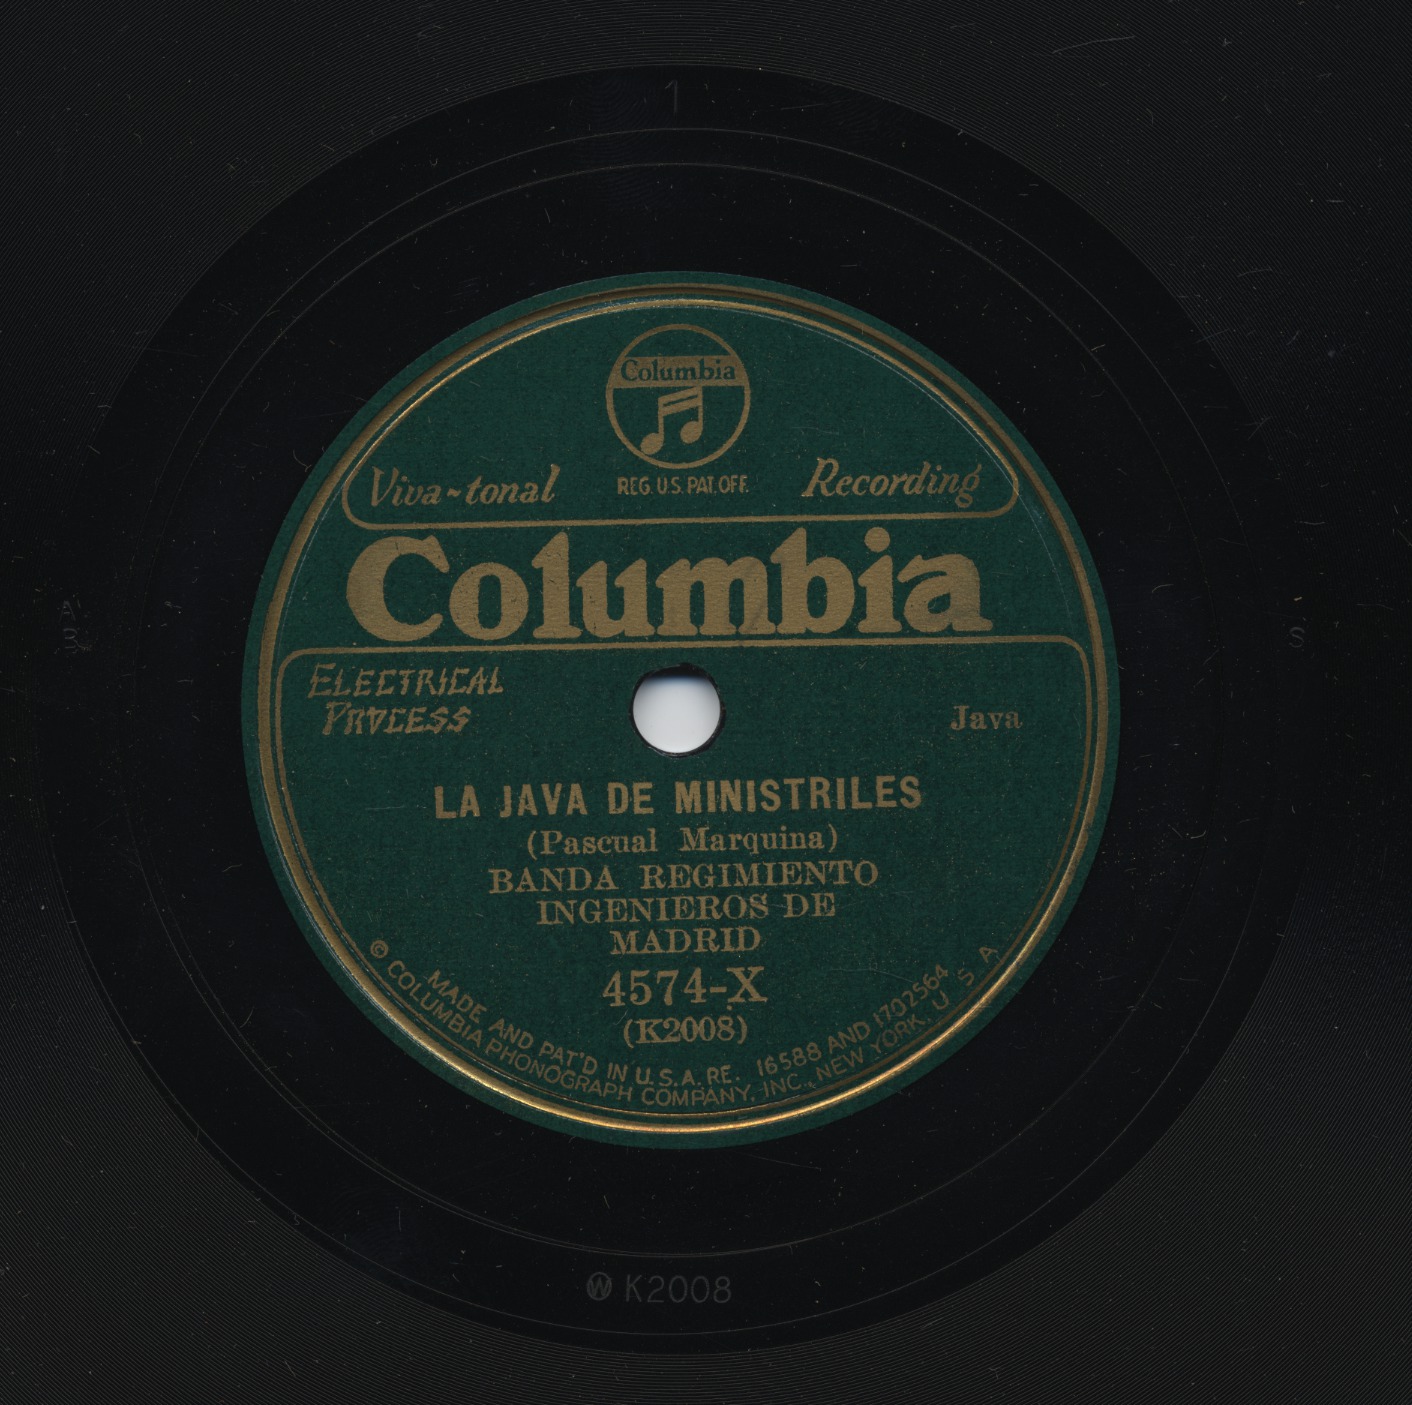 1
Columbia
Viva-tonal
REG. U.S. PAT. OFF.
Recording
Columbia
ELECTRICAL
PROCESS
Java
LA JAVA DE MINISTRILES
(Pascual Marquina)
BANDA REGIMIENTO
INGENIEROS DE
MADRID
4574-X
(K2008)
MADE AND PAT'D IN U.S.A. RE. 16588 AND 1702564
© COLUMBIA PHONOGRAPH COMPANY, INC., NEW YORK, U S A
S
W K2008